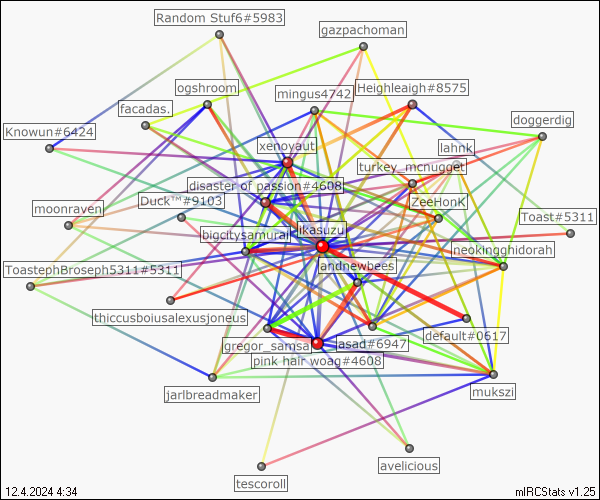 Random Stuf6#5983
gazpachoman
ogshroom
mingus4742
Heighleigh#8575
facadas.
doggerdig
Knowun#6424
xenoyaut
lahnk
turkey_mcnugget
disaster of passion#4608
Duck™#9103
ZeeHonK
moonraven
Toast#5311
bigcitysamurai
likasuzu
neokingghidorah
ToastephBroseph5311#5311
andnewbees
thiccusboiusalexusjoneus
default#0617
gregor_samsa
asad#6947
pink hair woag#4608
jarlbreadmaker
mukszi
avelicious
tescoroll
12.4.2024 4:34
mIRCStats v1.25